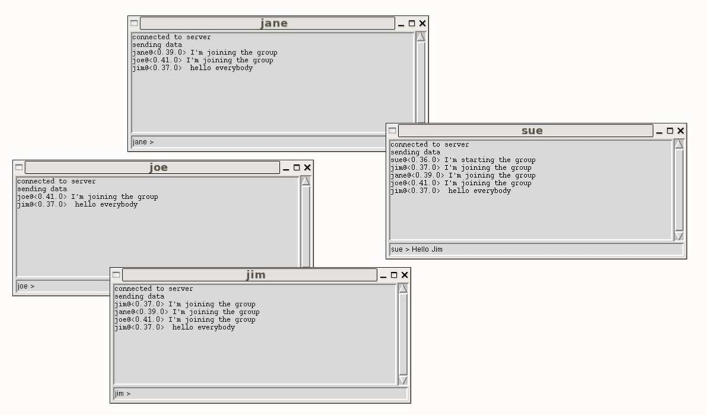 jane
connected to server
sending data
jane@<0.39.0> I'm joining the group
joe@<0.41.0> I'm joining the group
jim@<0.37.0>  hello everybody
jane >
sue
connected to server
sending data
sue@<0.36.0> I'm starting the group
jim@<0.37.0> I'm joining the group
jane@<0.39.0> I'm joining the group
joe@<0.41.0> I'm joining the group
jim@<0.37.0>  hello everybody
sue > Hello Jim
joe
connected to server
sending data
joe@<0.41.0> I'm joining the group
jim@<0.37.0>  hello everybody
joe >
jim
connected to server
sending data
jim@<0.37.0> I'm joining the group
jane@<0.39.0> I'm joining the group
joe@<0.41.0> I'm joining the group
jim@<0.37.0>  hello everybody
jim >